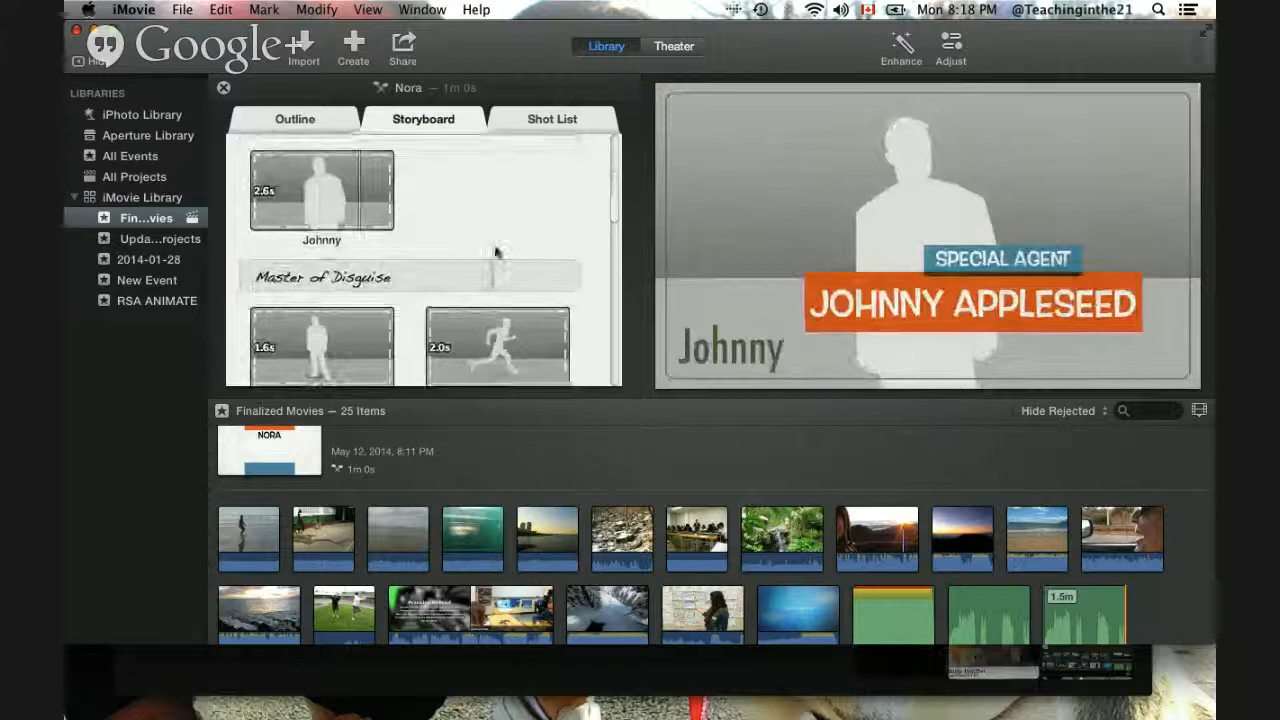 iMovie File Edit Mark Modify View Window Help
Mon 8:18 PM @Teachinginthe21
Google+
Import Create Share
Library Theater
Enhance Adjust
LIBRARIES
iPhoto Library
Aperture Library
All Events
All Projects
iMovie Library
Fin...vies
Upda...rojects
2014-01-28
New Event
RSA ANIMATE
Nora — 1m 0s
Outline Storyboard Shot List
2.6s
Johnny
Master of Disguise
1.6s 2.0s
SPECIAL AGENT
JOHNNY APPLESEED
Johnny
Finalized Movies — 25 Items
Hide Rejected
NORA
May 12, 2014, 8:11 PM
1m 0s
1.5m